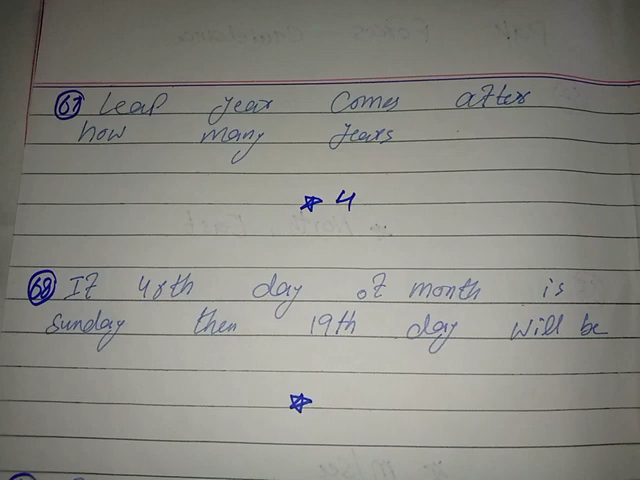 67 Leap year comes after
how many years
☆ 4
68 If 48th day of month is
sunday then 19th day will be
☆